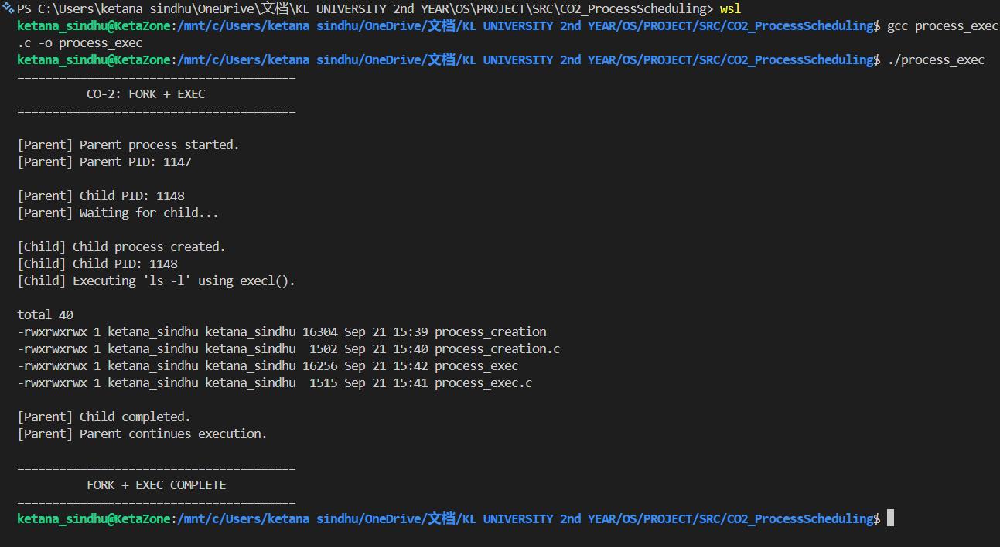 PS C:\Users\ketana sindhu\OneDrive\文档\KL UNIVERSITY 2nd YEAR\OS\PROJECT\SRC\CO2_ProcessScheduling> wsl
ketana_sindhu@KetaZone:/mnt/c/Users/ketana sindhu/OneDrive/文档/KL UNIVERSITY 2nd YEAR/OS/PROJECT/SRC/CO2_ProcessScheduling$ gcc process_exec
.c -o process_exec
ketana_sindhu@KetaZone:/mnt/c/Users/ketana sindhu/OneDrive/文档/KL UNIVERSITY 2nd YEAR/OS/PROJECT/SRC/CO2_ProcessScheduling$ ./process_exec
========================================
          CO-2: FORK + EXEC
========================================

[Parent] Parent process started.
[Parent] Parent PID: 1147

[Parent] Child PID: 1148
[Parent] Waiting for child...

[Child] Child process created.
[Child] Child PID: 1148
[Child] Executing 'ls -l' using execl().

total 40
-rwxrwxrwx 1 ketana_sindhu ketana_sindhu 16304 Sep 21 15:39 process_creation
-rwxrwxrwx 1 ketana_sindhu ketana_sindhu  1502 Sep 21 15:40 process_creation.c
-rwxrwxrwx 1 ketana_sindhu ketana_sindhu 16256 Sep 21 15:42 process_exec
-rwxrwxrwx 1 ketana_sindhu ketana_sindhu  1515 Sep 21 15:41 process_exec.c

[Parent] Child completed.
[Parent] Parent continues execution.

========================================
          FORK + EXEC COMPLETE
========================================
ketana_sindhu@KetaZone:/mnt/c/Users/ketana sindhu/OneDrive/文档/KL UNIVERSITY 2nd YEAR/OS/PROJECT/SRC/CO2_ProcessScheduling$